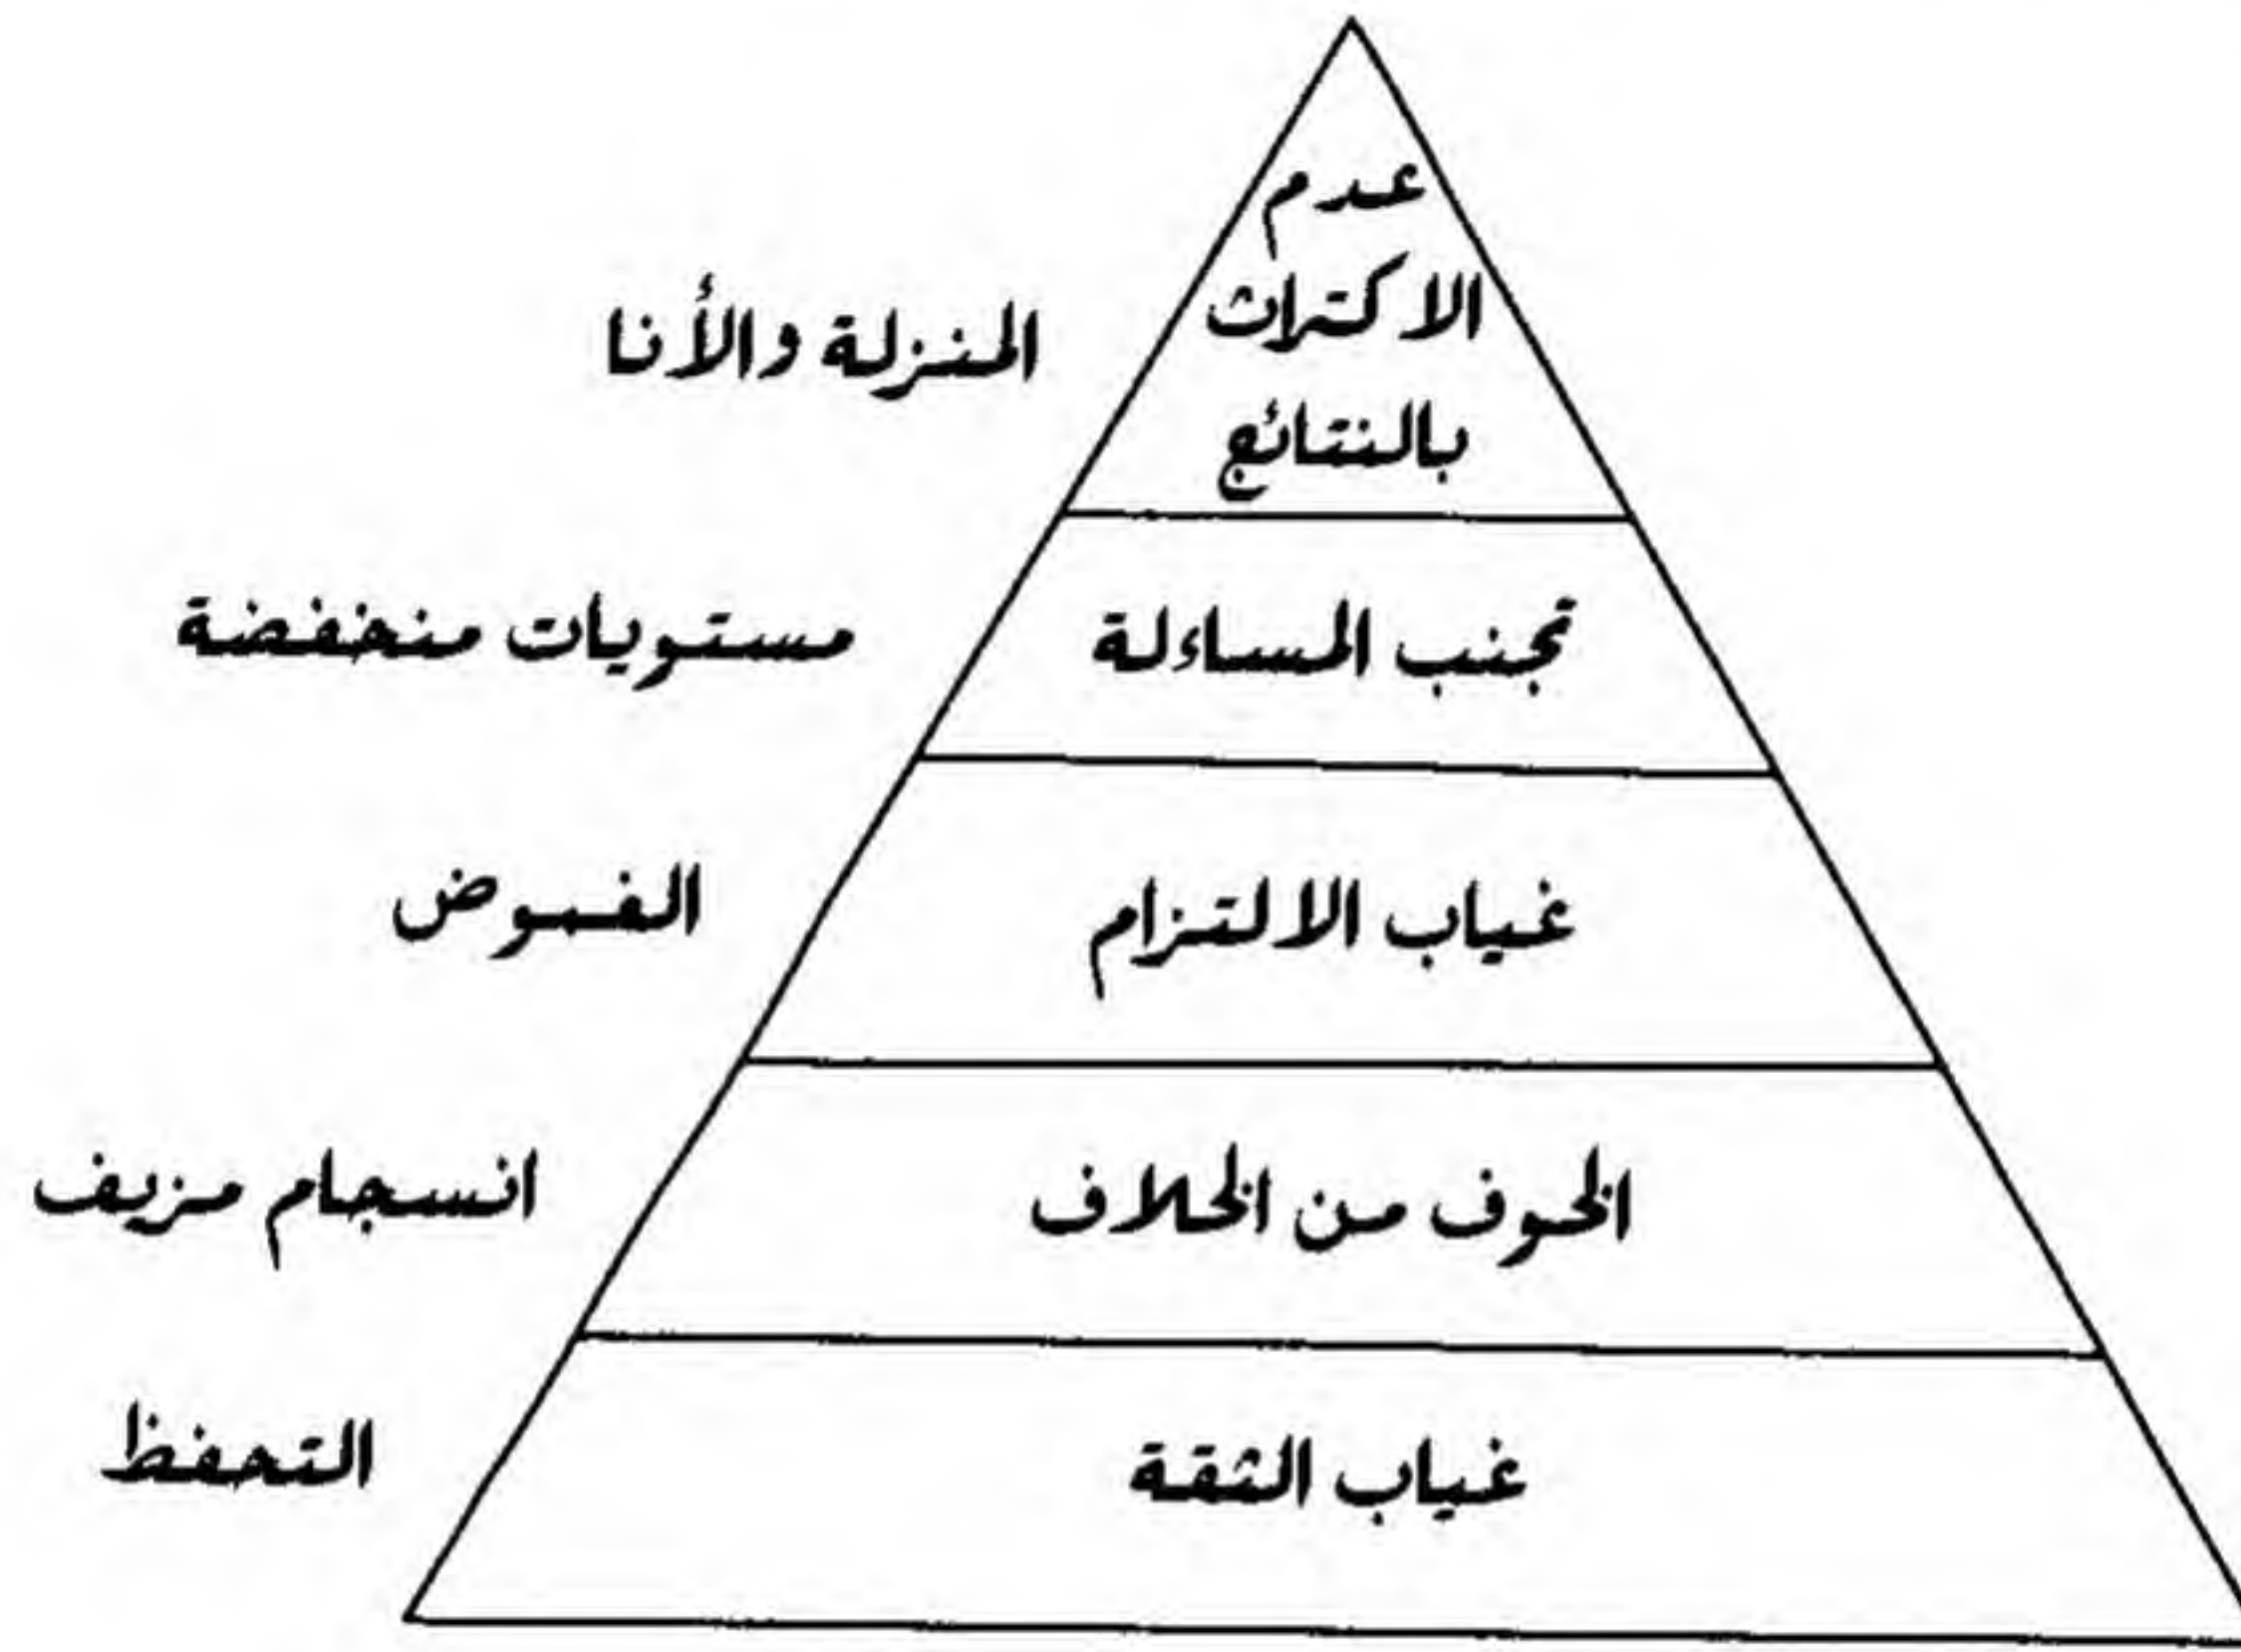 عدم
الاكتراث
بالنتائج
المنزلة والأنا
تجنب المساءلة
مستويات منخفضة
غياب الالتزام
الغموض
الخوف من الخلاف
انسجام مزيف
غياب الثقة
التحفظ